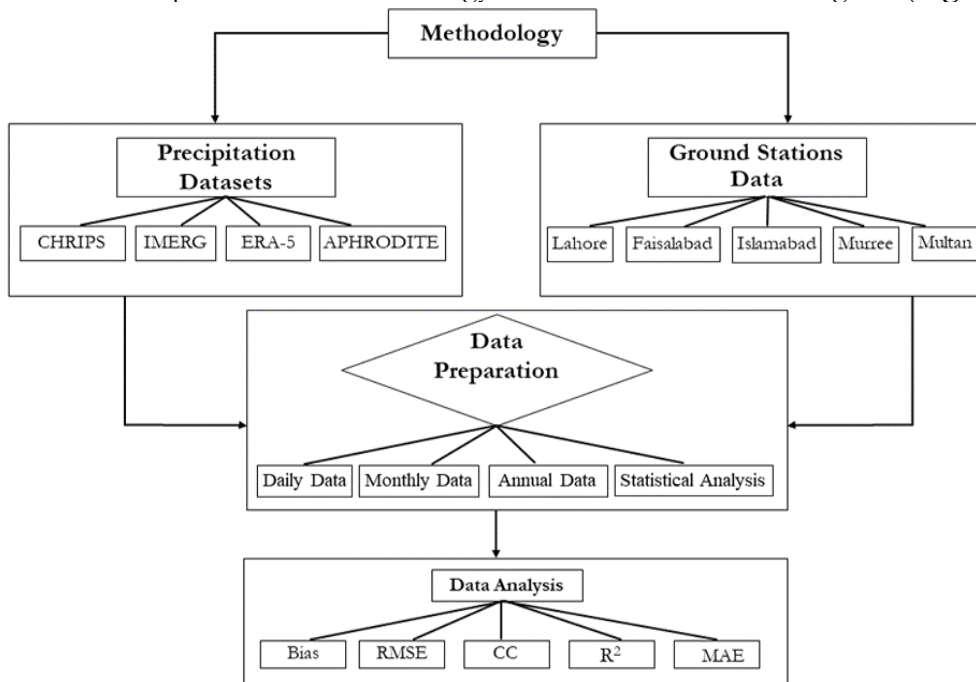 Methodology
Precipitation
Datasets
CHRIPS IMERG ERA-5 APHRODITE
Ground Stations
Data
Lahore Faisalabad Islamabad Murree Multan
Data
Preparation
Daily Data Monthly Data Annual Data Statistical Analysis
Data Analysis
Bias RMSE CC R² MAE